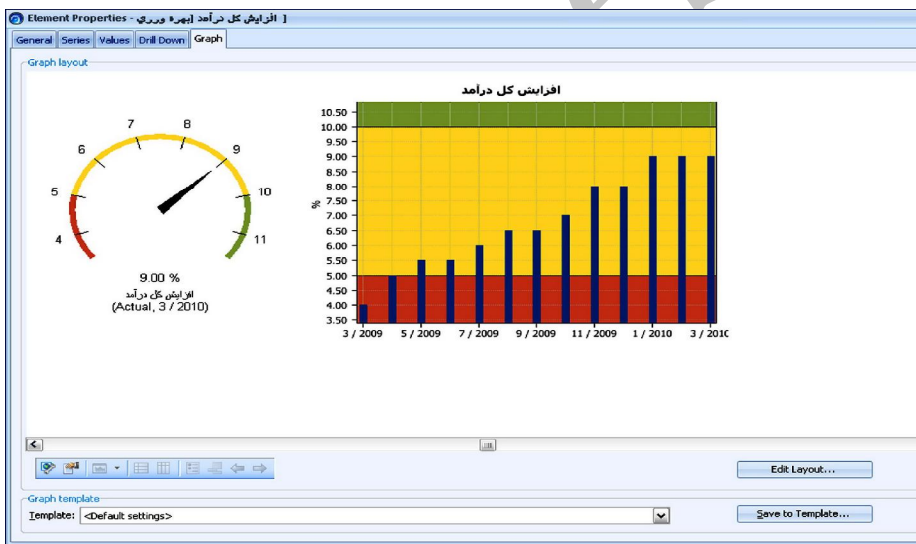 Element Properties - افزایش کل درآمد [بهره وري ]
General Series Values Drill Down Graph
Graph layout
4 5 6 7 8 9 10 11
9.00 %
افزایش کل درآمد
(Actual, 3 / 2010)
افزایش کل درآمد
10.50
10.00
9.50
9.00
8.50
8.00
7.50
7.00
6.50
6.00
5.50
5.00
4.50
4.00
3.50
%
3 / 2009 5 / 2009 7 / 2009 9 / 2009 11 / 2009 1 / 2010 3 / 201
Edit Layout...
Graph template
Template: <Default settings>
Save to Template...